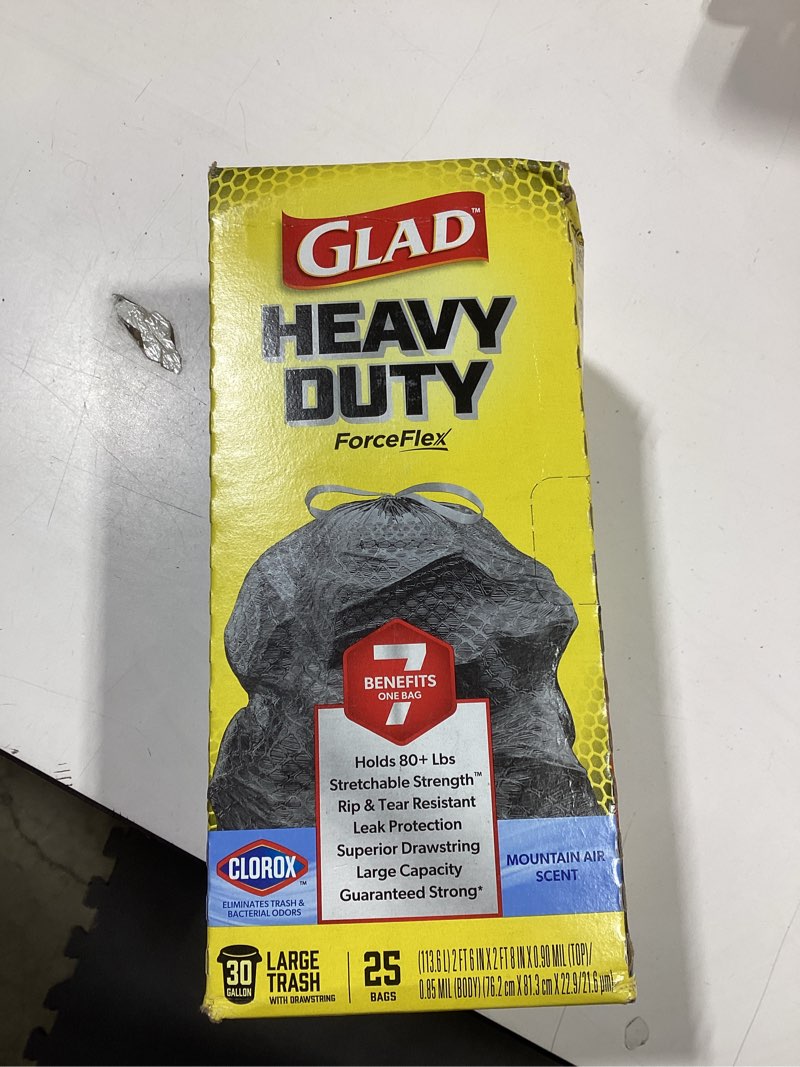 GLAD™
HEAVY
DUTY
ForceFlex
7
BENEFITS
ONE BAG
Holds 80+ Lbs
Stretchable Strength™
Rip & Tear Resistant
Leak Protection
Superior Drawstring
Large Capacity
Guaranteed Strong*
CLOROX™
ELIMINATES TRASH &
BACTERIAL ODORS
MOUNTAIN AIR
SCENT
30
GALLON
LARGE
TRASH
WITH DRAWSTRING
25
BAGS
(113.6 L) 2 FT 6 IN X 2 FT 8 IN X 0.90 MIL (TOP)/
0.85 MIL (BODY) (76.2 cm X 81.3 cm X 22.9/21.6 µm)